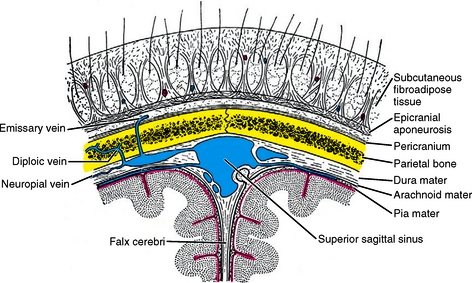 Subcutaneous
fibroadipose
tissue
Epicranial
aponeurosis
Pericranium
Parietal bone
Dura mater
Arachnoid mater
Pia mater
Superior sagittal sinus
Emissary vein
Diploic vein
Neuropial vein
Falx cerebri